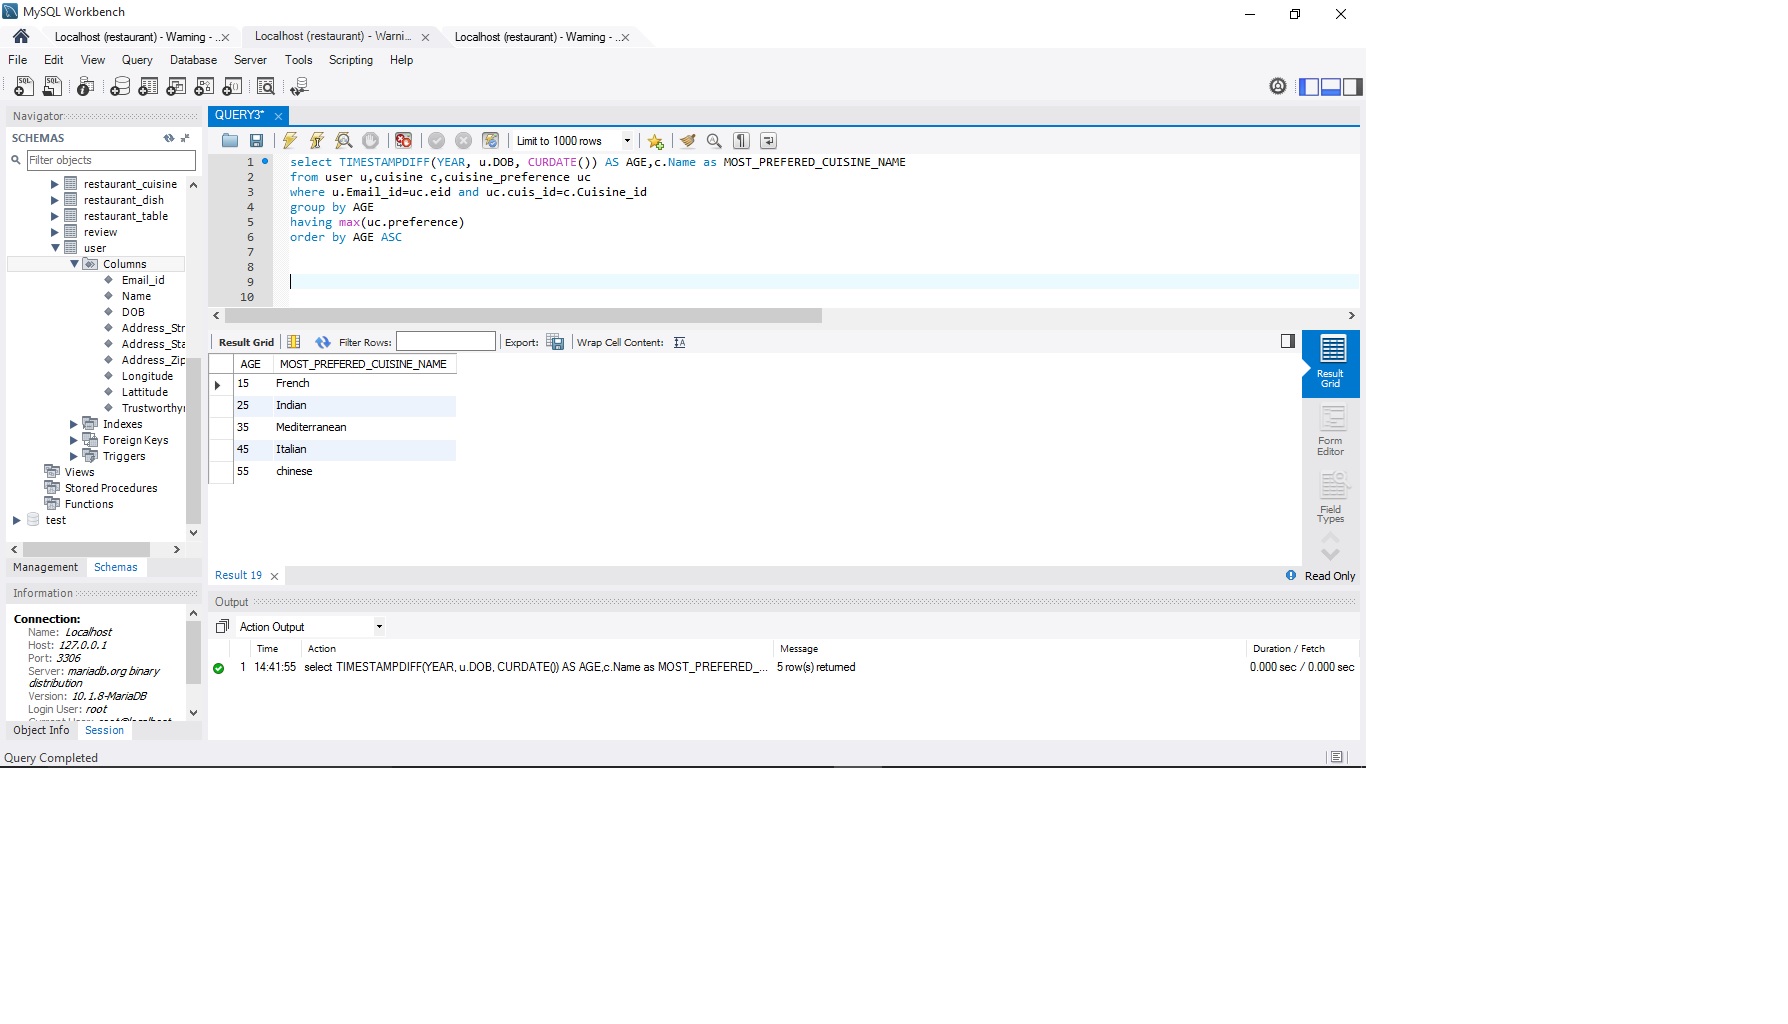 MySQL Workbench
Localhost (restaurant) - Warning - ...
Localhost (restaurant) - Warni...
Localhost (restaurant) - Warning - ...
File Edit View Query Database Server Tools Scripting Help
Navigator
SCHEMAS
Filter objects
restaurant_cuisine
restaurant_dish
restaurant_table
review
user
Columns
Email_id
Name
DOB
Address_Str
Address_Sta
Address_Zip
Longitude
Lattitude
Trustworthyn
Indexes
Foreign Keys
Triggers
Views
Stored Procedures
Functions
test
Management Schemas
Information
Connection:
Name: Localhost
Host: 127.0.0.1
Port: 3306
Server: mariadb.org binary
distribution
Version: 10.1.8-MariaDB
Login User: root
Current User: root@localhost
Object Info Session
QUERY3*
Limit to 1000 rows
1 select TIMESTAMPDIFF(YEAR, u.DOB, CURDATE()) AS AGE,c.Name as MOST_PREFERED_CUISINE_NAME
2 from user u,cuisine c,cuisine_preference uc
3 where u.Email_id=uc.eid and uc.cuis_id=c.Cuisine_id
4 group by AGE
5 having max(uc.preference)
6 order by AGE ASC
7
8
9
10
Result Grid Filter Rows: Export: Wrap Cell Content:
AGE MOST_PREFERED_CUISINE_NAME
15 French
25 Indian
35 Mediterranean
45 Italian
55 chinese
Result
Grid
Form
Editor
Field
Types
Result 19
Read Only
Output
Action Output
Time Action Message Duration / Fetch
1 14:41:55 select TIMESTAMPDIFF(YEAR, u.DOB, CURDATE()) AS AGE,c.Name as MOST_PREFERED_... 5 row(s) returned 0.000 sec / 0.000 sec
Query Completed